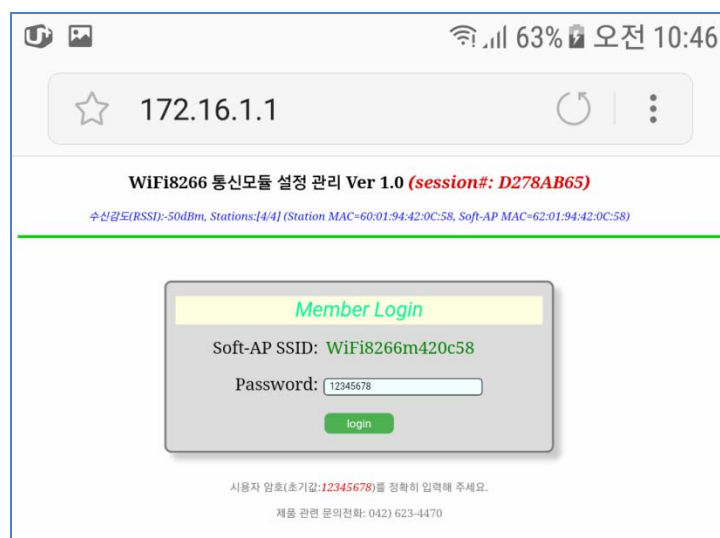 63% 오전 10:46
172.16.1.1
WiFi8266 통신모듈 설정 관리 Ver 1.0 (session#: D278AB65)
수신강도(RSSI):-50dBm, Stations:[4/4] (Station MAC=60:01:94:42:0C:58, Soft-AP MAC=62:01:94:42:0C:58)
Member Login
Soft-AP SSID: WiFi8266m420c58
Password: 12345678
login
시용자 암호(초기값:12345678)를 정확히 입력해 주세요.
제품 관련 문의전화: 042) 623-4470